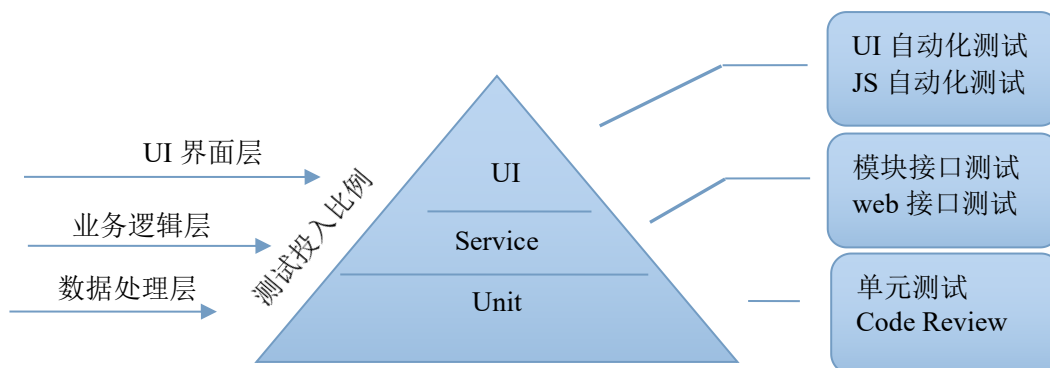 UI 自动化测试
JS 自动化测试
UI 界面层
UI
模块接口测试
web 接口测试
业务逻辑层
测试投入比例
Service
数据处理层
Unit
单元测试
Code Review